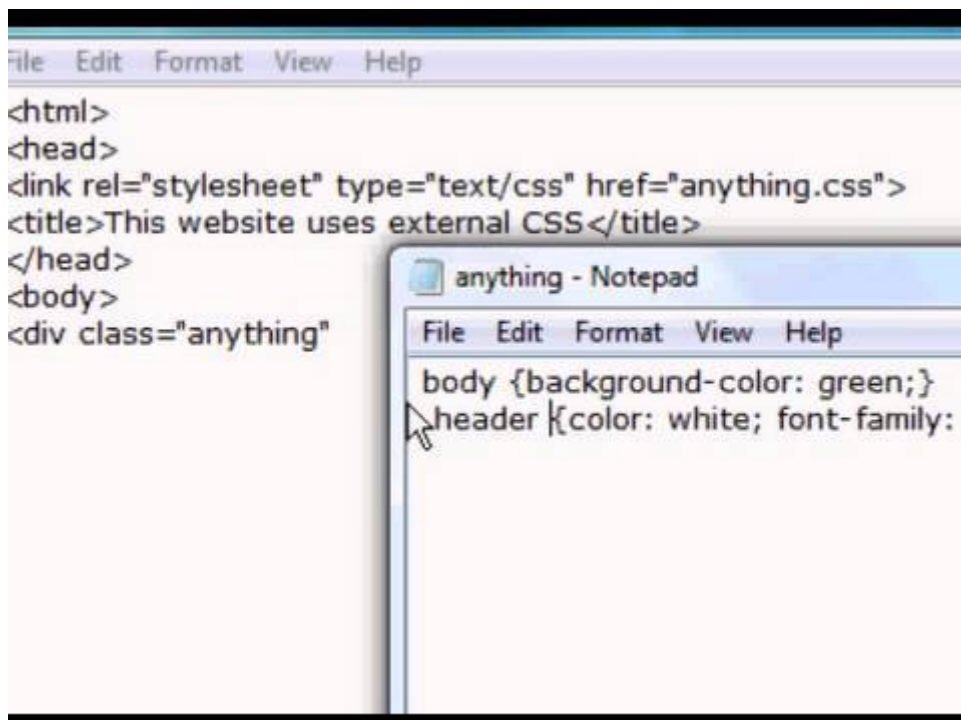 File Edit Format View Help
<html>
<head>
<link rel="stylesheet" type="text/css" href="anything.css">
<title>This website uses external CSS</title>
</head>
<body>
<div class="anything"
anything - Notepad
File Edit Format View Help
body {background-color: green;}
.header {color: white; font-family: